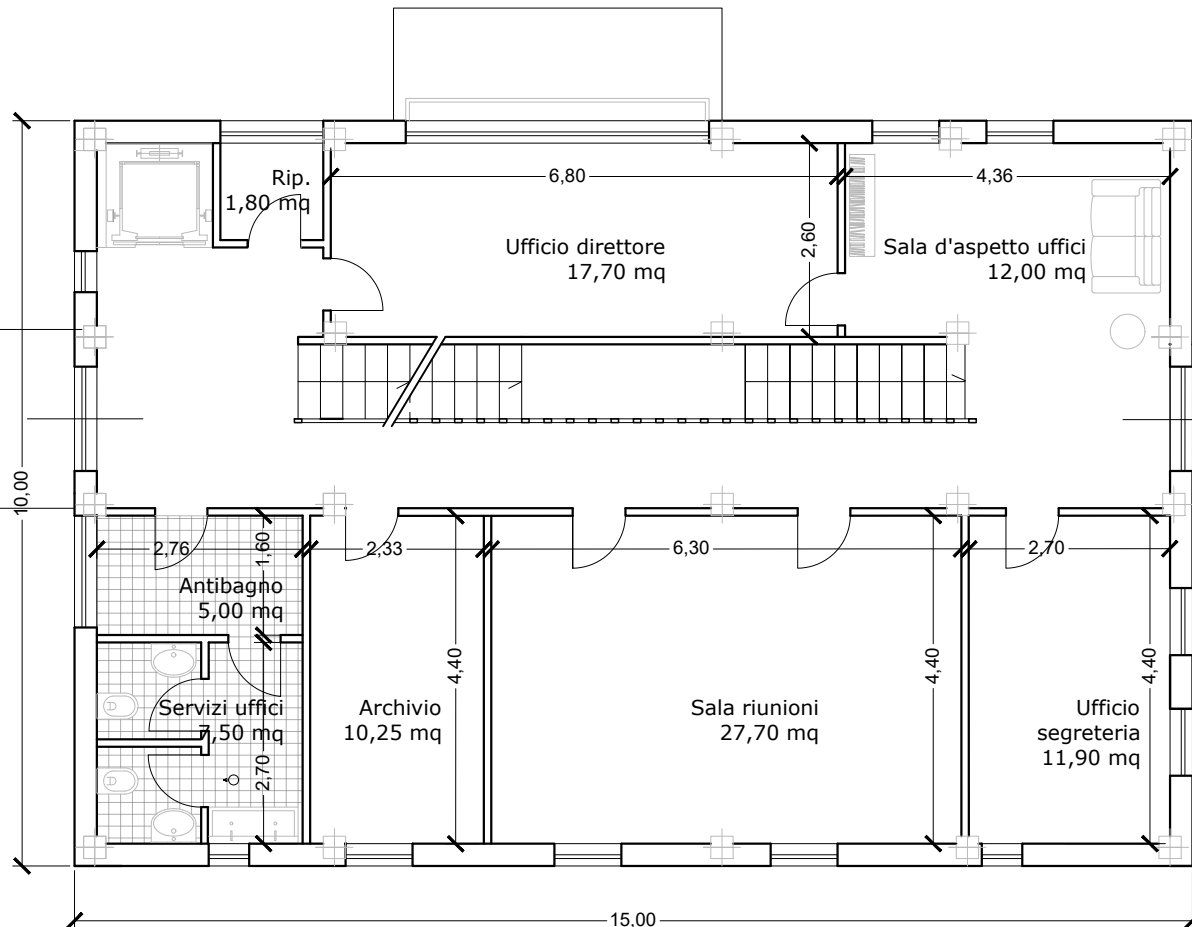 Rip.
1,80 mq
6,80
4,36
Ufficio direttore
17,70 mq
2,60
Sala d'aspetto uffici
12,00 mq
10,00
2,76
1,60
2,33
6,30
2,70
Antibagno
5,00 mq
4,40
4,40
4,40
Servizi uffici
7,50 mq
Archivio
10,25 mq
Sala riunioni
27,70 mq
Ufficio
segreteria
11,90 mq
2,70
15,00